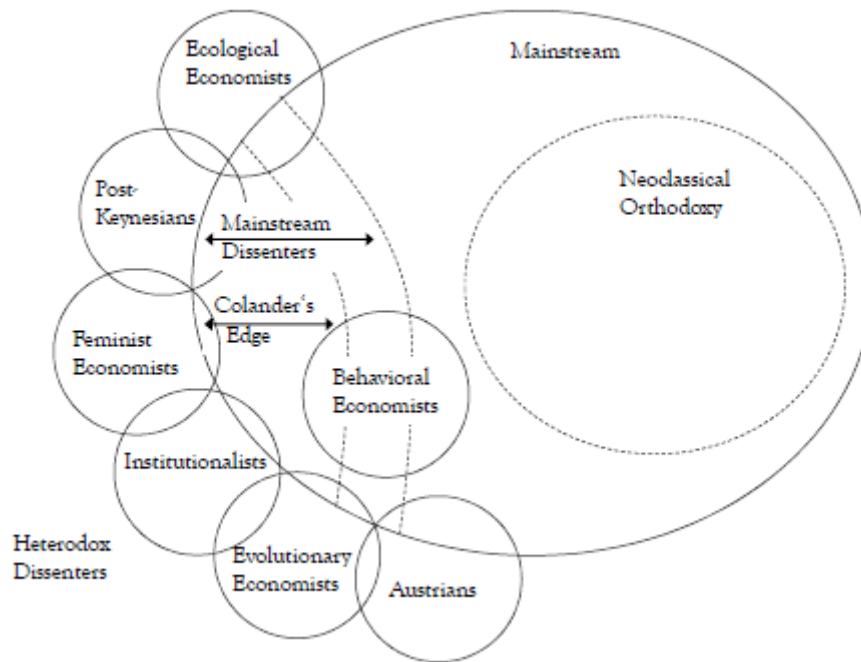 Ecological
Economists
Mainstream
Post-
Keynesians
Neoclassical
Orthodoxy
Mainstream
Dissenters
Colander's
Edge
Feminist
Economists
Behavioral
Economists
Institutionalists
Heterodox
Dissenters
Evolutionary
Economists
Austrians